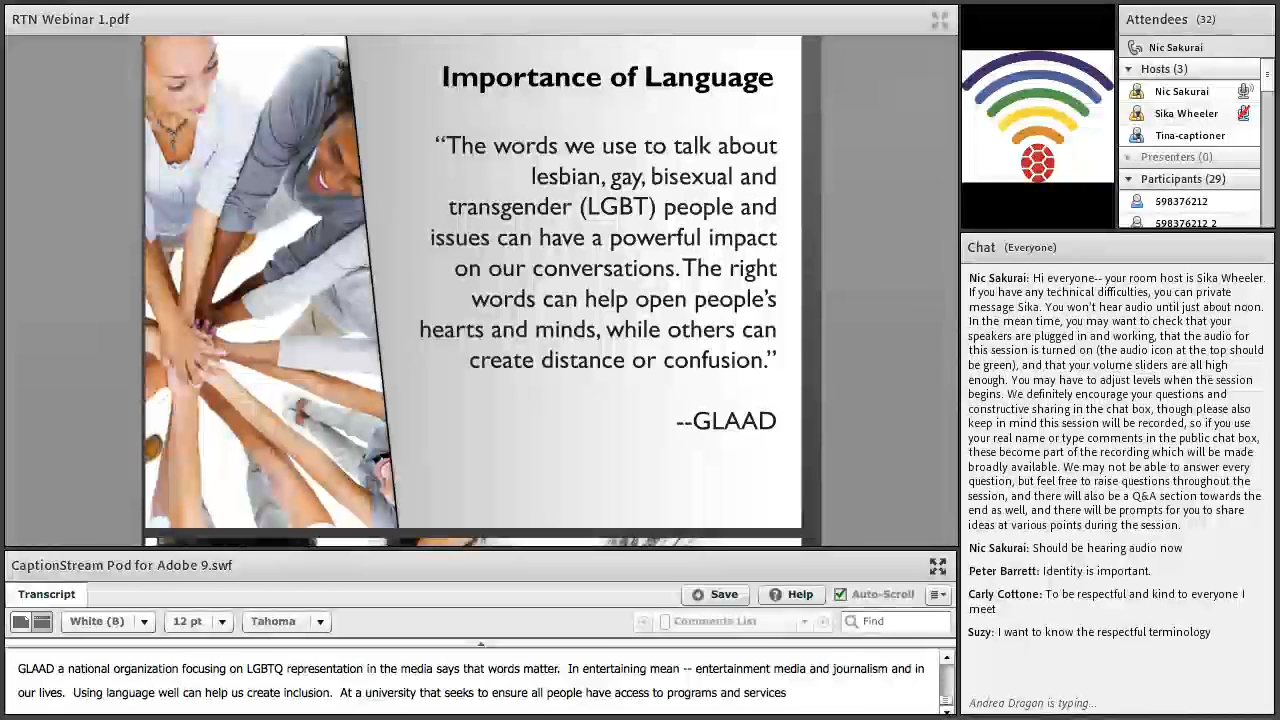 RTN Webinar 1.pdf
Importance of Language
“The words we use to talk about
lesbian, gay, bisexual and
transgender (LGBT) people and
issues can have a powerful impact
on our conversations. The right
words can help open people’s
hearts and minds, while others can
create distance or confusion.”
--GLAAD
CaptionStream Pod for Adobe 9.swf
Transcript
Save
Help
Auto-Scroll
White (8)
12 pt
Tahoma
Comments List
Find
GLAAD a national organization focusing on LGBTQ representation in the media says that words matter. In entertaining mean -- entertainment media and journalism and in
our lives. Using language well can help us create inclusion. At a university that seeks to ensure all people have access to programs and services
Attendees (32)
Nic Sakurai
Hosts (3)
Nic Sakurai
Sika Wheeler
Tina-captioner
Presenters (0)
Participants (29)
598376212
598376212 2
Chat (Everyone)
Nic Sakurai: Hi everyone-- your room host is Sika Wheeler.
If you have any technical difficulties, you can private
message Sika. You won't hear audio until just about noon.
In the mean time, you may want to check that your
speakers are plugged in and working, that the audio for
this session is turned on (the audio icon at the top should
be green), and that your volume sliders are all high
enough. You may have to adjust levels when the session
begins. We definitely encourage your questions and
constructive sharing in the chat box, though please also
keep in mind this session will be recorded, so if you use
your real name or type comments in the public chat box,
these become part of the recording which will be made
broadly available. We may not be able to answer every
question, but feel free to raise questions throughout the
session, and there will also be a Q&A section towards the
end as well, and there will be prompts for you to share
ideas at various points during the session.
Nic Sakurai: Should be hearing audio now
Peter Barrett: Identity is important.
Carly Cottone: To be respectful and kind to everyone I
meet
Suzy: I want to know the respectful terminology
Andrea Dragan is typing...